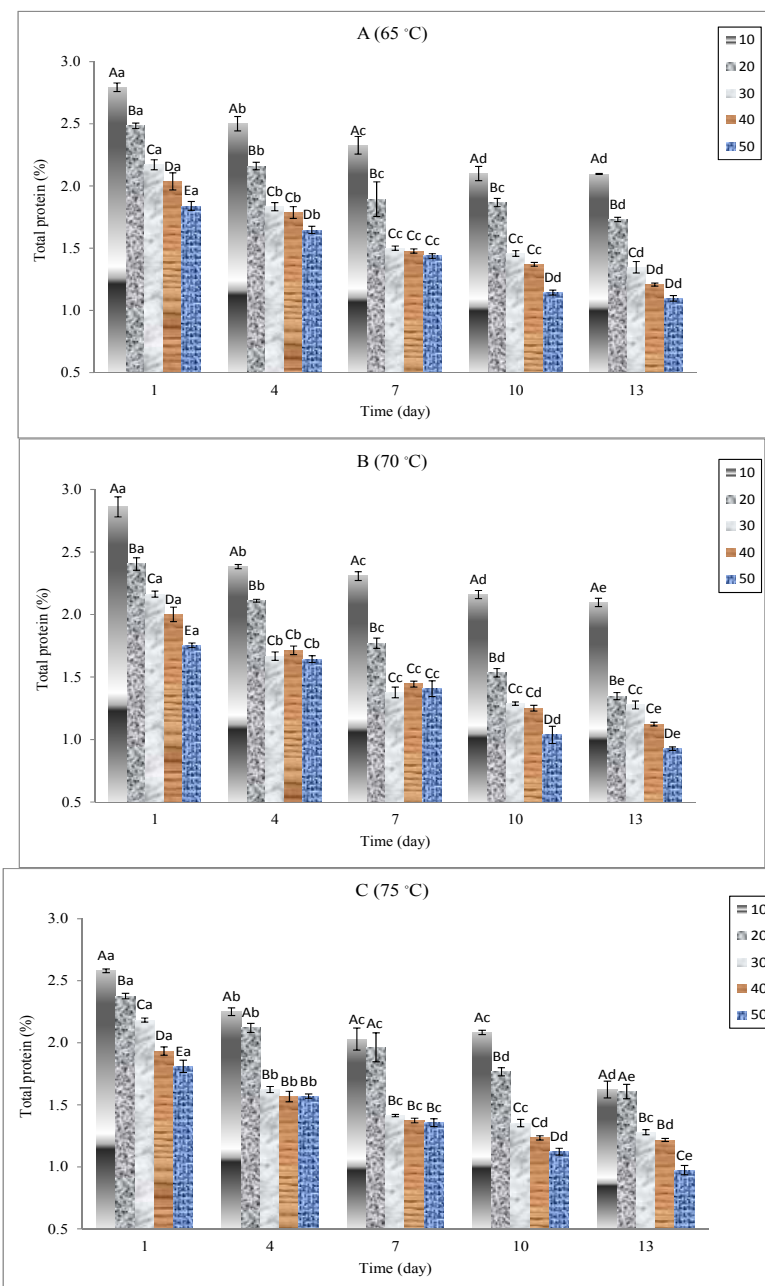 A (65 °C)
10
20
30
40
50
Total protein (%)
3.0
2.5
2.0
1.5
1.0
0.5
Aa Ba Ca Da Ea
Ab Bb Cb Cb Db
Ac Bc Cc Cc Cc
Ad Bc Cc Cc Dd
Ad Bd Cd Dd Dd
1 4 7 10 13
Time (day)
B (70 °C)
10
20
30
40
50
Total protein (%)
3.0
2.5
2.0
1.5
1.0
0.5
Aa Ba Ca Da Ea
Ab Bb Cb Cb Cb
Ac Bc Cc Cc Cc
Ad Bd Cc Cd Dd
Ae Be Cc Ce De
1 4 7 10 13
Time (day)
C (75 °C)
10
20
30
40
50
Total protein (%)
3.0
2.5
2.0
1.5
1.0
0.5
Aa Ba Ca Da Ea
Ab Ab Bb Bb Bb
Ac Ac Bc Bc Bc
Ac Bd Cc Cd Dd
Ad Ae Bc Bd Ce
1 4 7 10 13
Time (day)